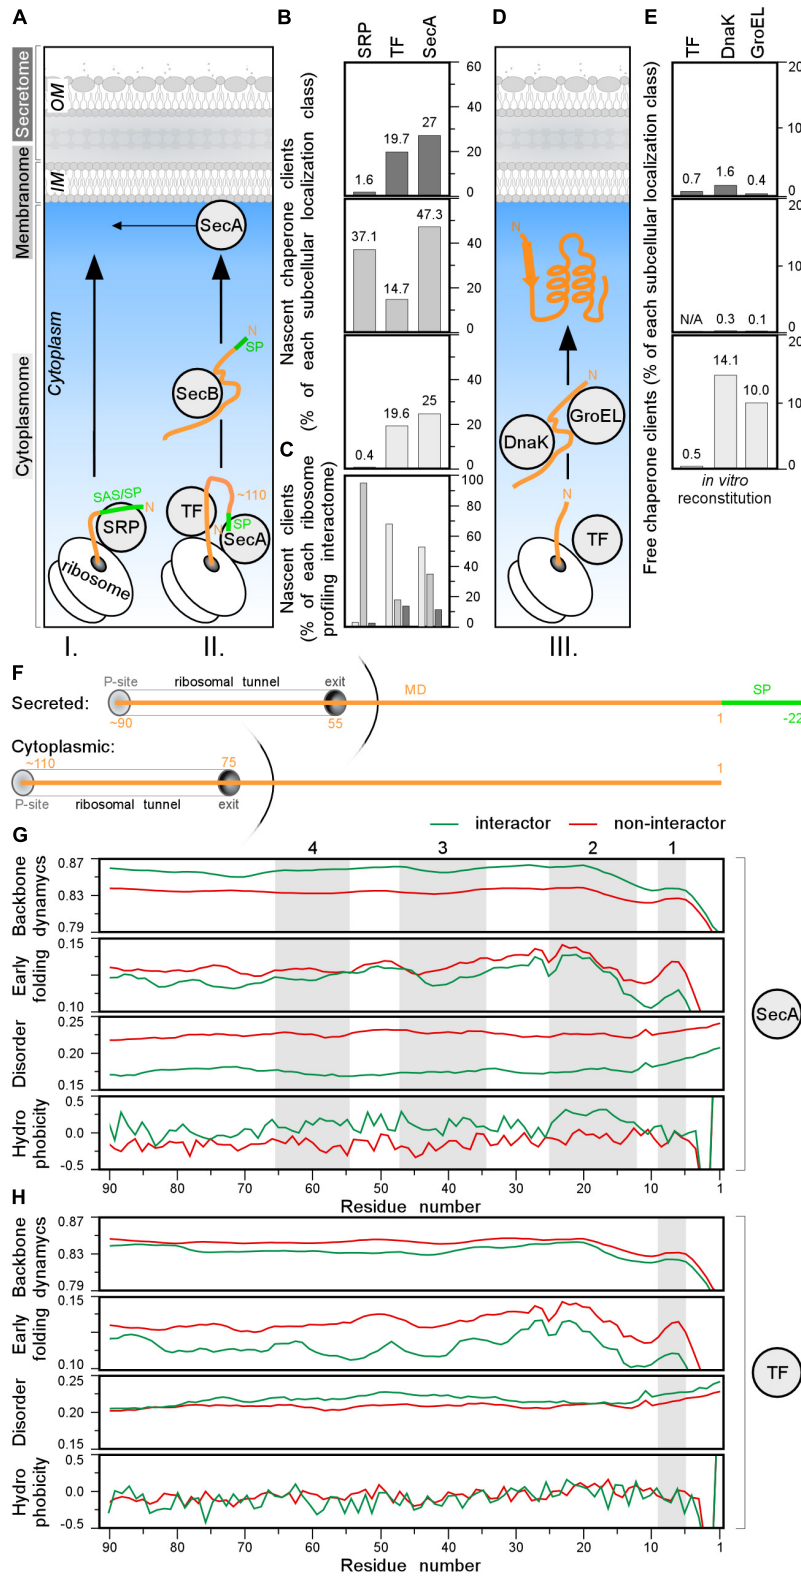 A
B
C
D
E
Secretome
Membranome
Cytoplasmome
OM
IM
Cytoplasm
SecA
N
SP
SecB
SAS/SP
N
SRP
ribosome
~110
TF
N
SP
SecA
I.
II.
SRP
TF
SecA
Nascent chaperone clients
(% of each subcellular localization class)
60
40
20
0
1.6
19.7
27
40
20
0
37.1
14.7
47.3
40
20
0
0.4
19.6
25
Nascent clients
(% of each ribosome
profiling interactome)
100
80
60
40
20
0
N
N
DnaK
GroEL
N
TF
III.
TF
DnaK
GroEL
Free chaperone clients (% of each subcellular localization class)
20
10
0
0.7
1.6
0.4
20
10
0
N/A
0.3
0.1
20
10
0
0.5
14.1
10.0
in vitro
reconstitution
F
P-site
ribosomal tunnel
exit
MD
SP
Secreted:
~90
55
1
-22
Cytoplasmic:
~110
75
1
P-site
ribosomal tunnel
exit
interactor
non-interactor
G
4
3
2
1
Backbone
dynamycs
0.87
0.83
0.79
Early
folding
0.15
0.10
Disorder
0.25
0.20
0.15
Hydro
phobicity
0.5
0.0
-0.5
90
80
70
60
50
40
30
20
10
1
Residue number
SecA
H
Backbone
dynamycs
0.87
0.83
0.79
Early
folding
0.15
0.10
Disorder
0.25
0.20
0.15
Hydro
phobicity
0.5
0.0
-0.5
90
80
70
60
50
40
30
20
10
1
Residue number
TF